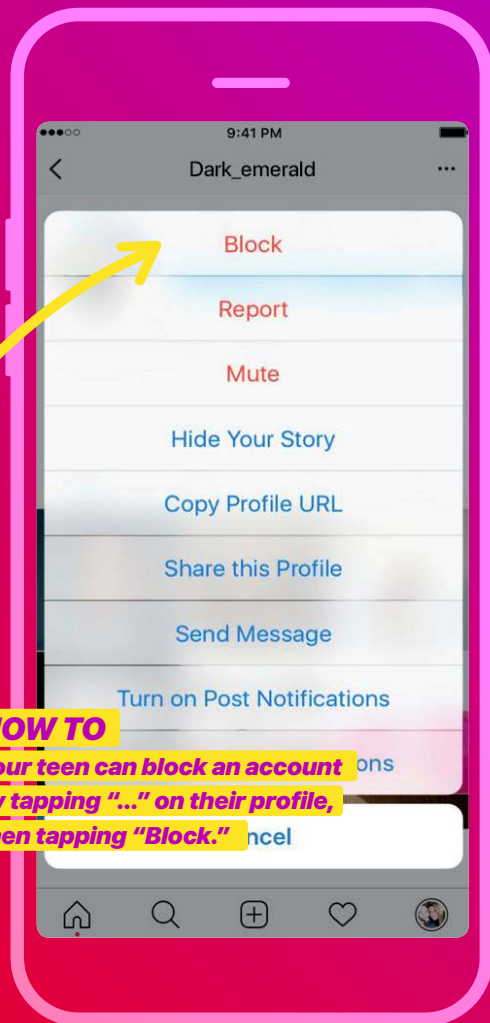 9:41 PM
Dark_emerald
...
Block
Report
Mute
Hide Your Story
Copy Profile URL
Share this Profile
Send Message
Turn on Post Notifications
ons
ncel
OW TO
our teen can block an account
y tapping “...” on their profile,
en tapping “Block.”